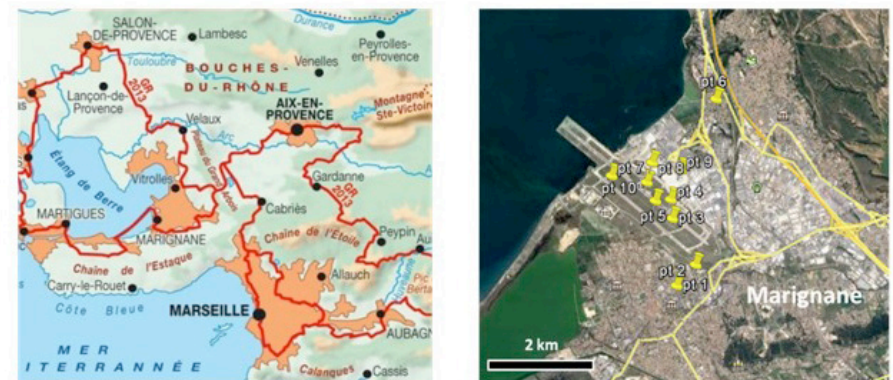 SALON-
DE-PROVENCE
Lambesc
Durance
Peyrolles-
en-Provence
Touloubre
Venelles
BOUCHES-
DU-RHÔNE
GR
2013
Lançon-de-
Provence
AIX-EN-
PROVENCE
Montagne
Ste-Victoire
Velaux
Arc
Étang de Berre
Vitrolles
Gardanne
GR
2013
Cabriès
MARTIGUES
MARIGNANE
Chaîne de l'Étoile
Peypin
Chaîne de l'Estaque
Allauch
Carry-le-Rouet
Côte Bleue
MARSEILLE
AUBAGN
MER
ITERRANNÉE
Calanques
Cassis
pt 6
pt 7
pt 8
pt 9
pt 10
pt 4
pt 5
pt 3
pt 2
pt 1
Marignane
2 km